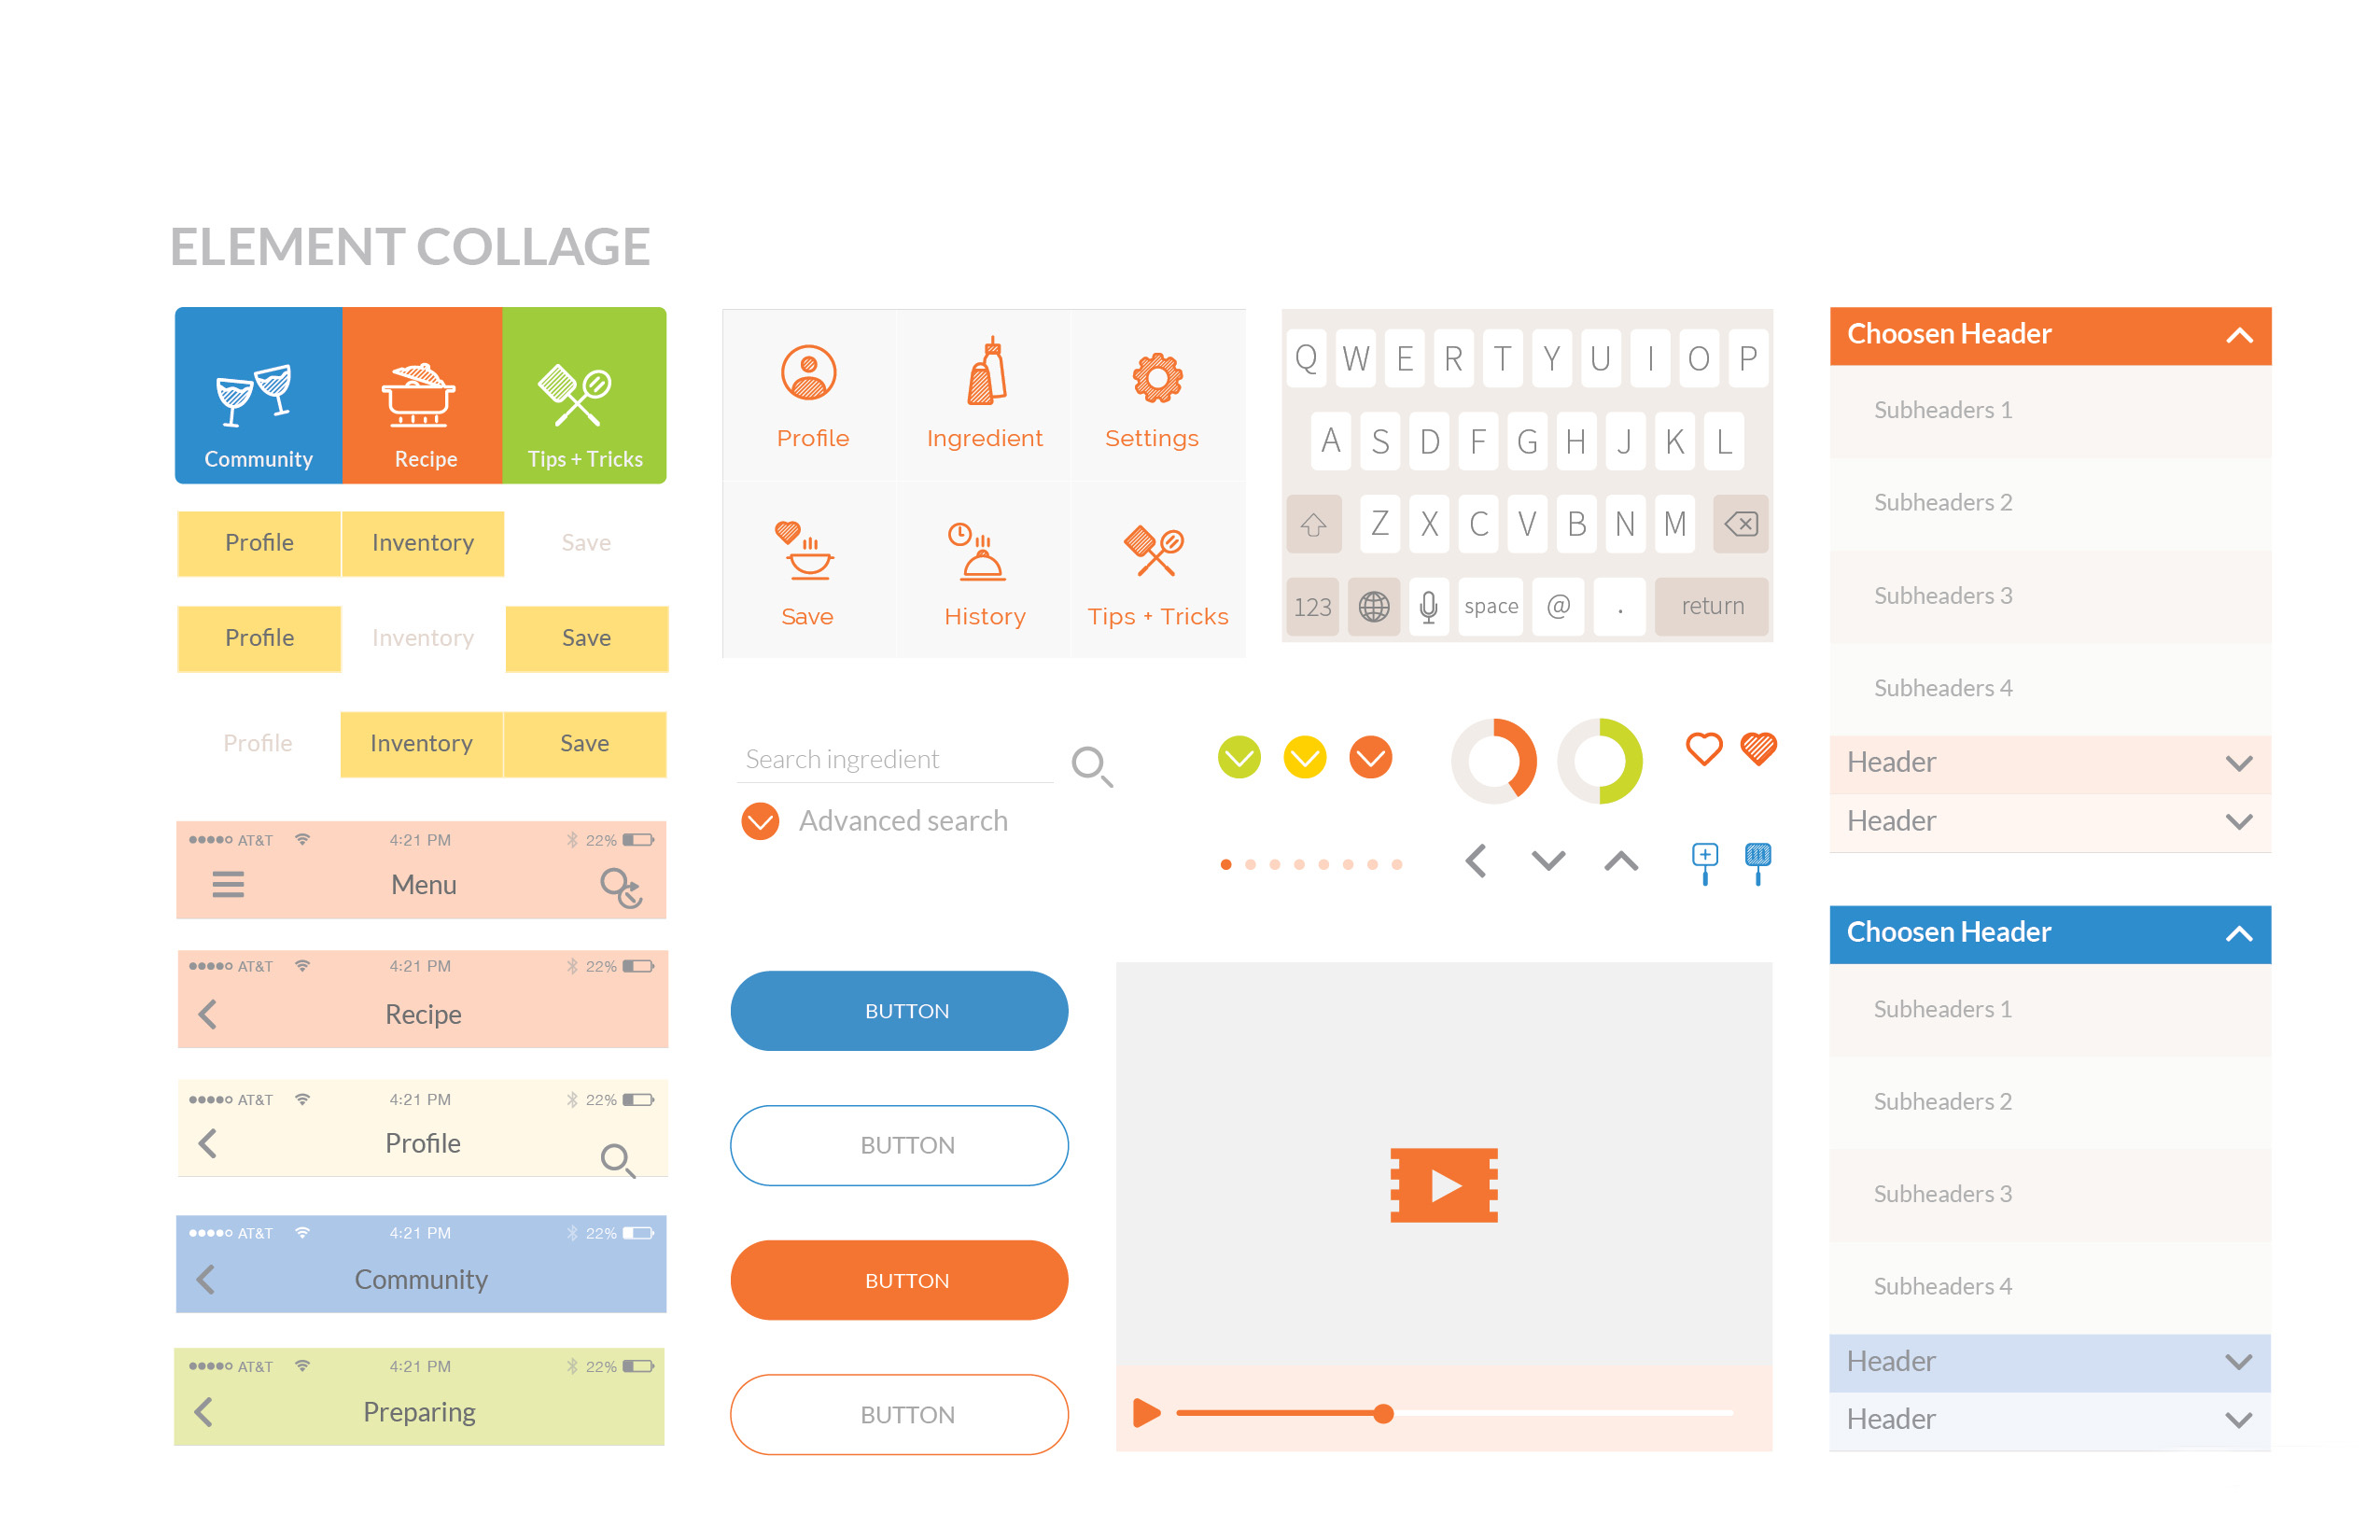 ELEMENT COLLAGE
Community Recipe Tips + Tricks
Profile Inventory Save
Profile Inventory Save
Profile Inventory Save
AT&T 4:21 PM 22%
Menu
AT&T 4:21 PM 22%
Recipe
AT&T 4:21 PM 22%
Profile
AT&T 4:21 PM 22%
Community
AT&T 4:21 PM 22%
Preparing
Profile Ingredient Settings
Save History Tips + Tricks
Search ingredient
Advanced search
BUTTON
BUTTON
BUTTON
BUTTON
Q W E R T Y U I O P
A S D F G H J K L
Z X C V B N M
123 space @ . return
Choosen Header
Subheaders 1
Subheaders 2
Subheaders 3
Subheaders 4
Header
Header
Choosen Header
Subheaders 1
Subheaders 2
Subheaders 3
Subheaders 4
Header
Header